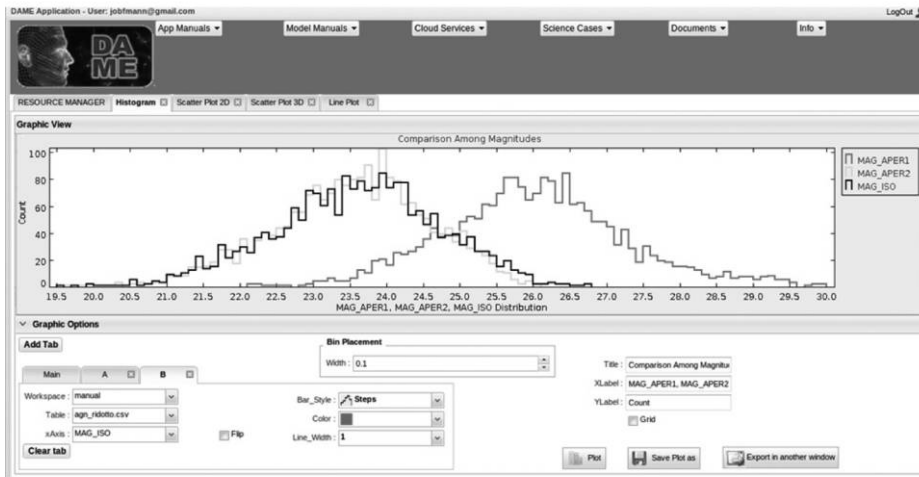 DAME Application - User: jobfmann@gmail.com
LogOut
DA
ME
App Manuals
Model Manuals
Cloud Services
Science Cases
Documents
Info
RESOURCE MANAGER Histogram Scatter Plot 2D Scatter Plot 3D Line Plot
Graphic View
Comparison Among Magnitudes
100
80
60
40
20
0
Count
19.5 20.0 20.5 21.0 21.5 22.0 22.5 23.0 23.5 24.0 24.5 25.0 25.5 26.0 26.6 27.0 27.5 28.0 28.5 29.0 29.5 30.0
MAG_APER1, MAG_APER2, MAG_ISO Distribution
MAG_APER1
MAG_APER2
MAG_ISO
Graphic Options
Add Tab
Main A B
Workspace : manual
Table : agn_ridotto.csv
xAxis : MAG_ISO
Flip
Clear tab
Bin Placement
Width : 0.1
Bar_Style : Steps
Color :
Line_Width : 1
Title : Comparison Among Magnitu
XLabel : MAG_APER1, MAG_APER2
YLabel : Count
Grid
Plot
Save Plot as
Export in another window